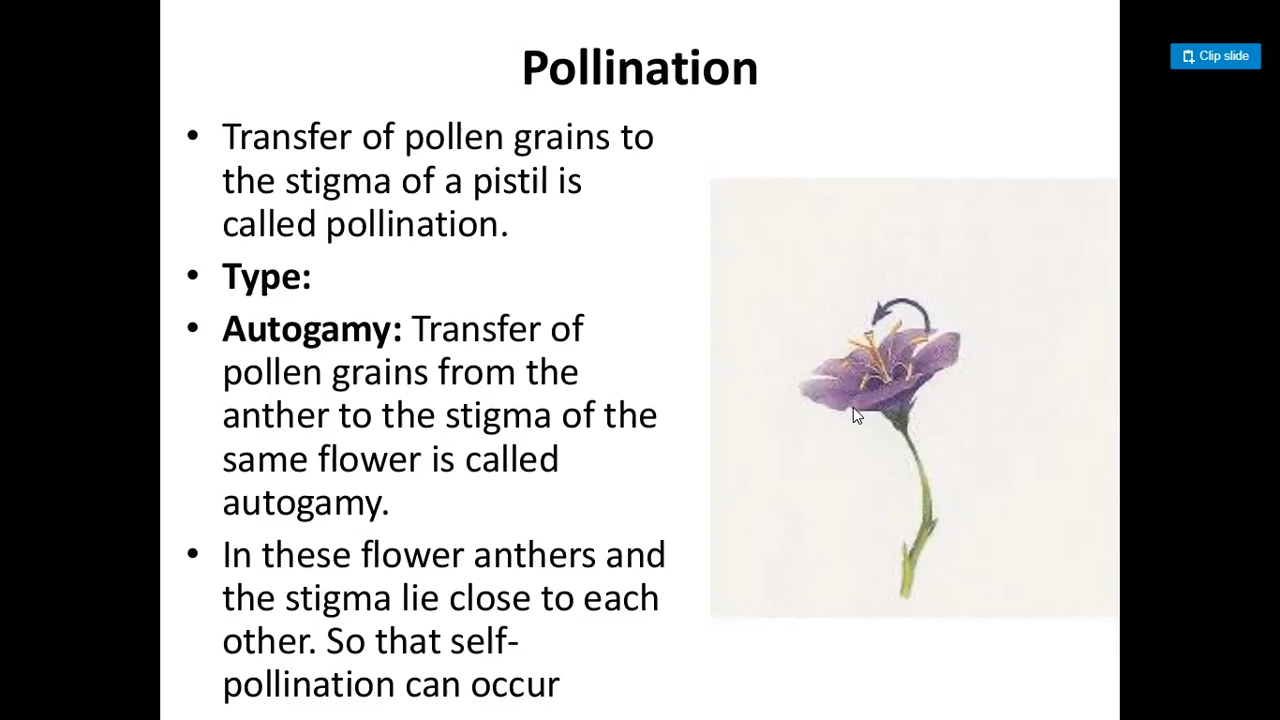 Pollination
Clip slide
• Transfer of pollen grains to
the stigma of a pistil is
called pollination.
• Type:
• Autogamy: Transfer of
pollen grains from the
anther to the stigma of the
same flower is called
autogamy.
• In these flower anthers and
the stigma lie close to each
other. So that self-
pollination can occur